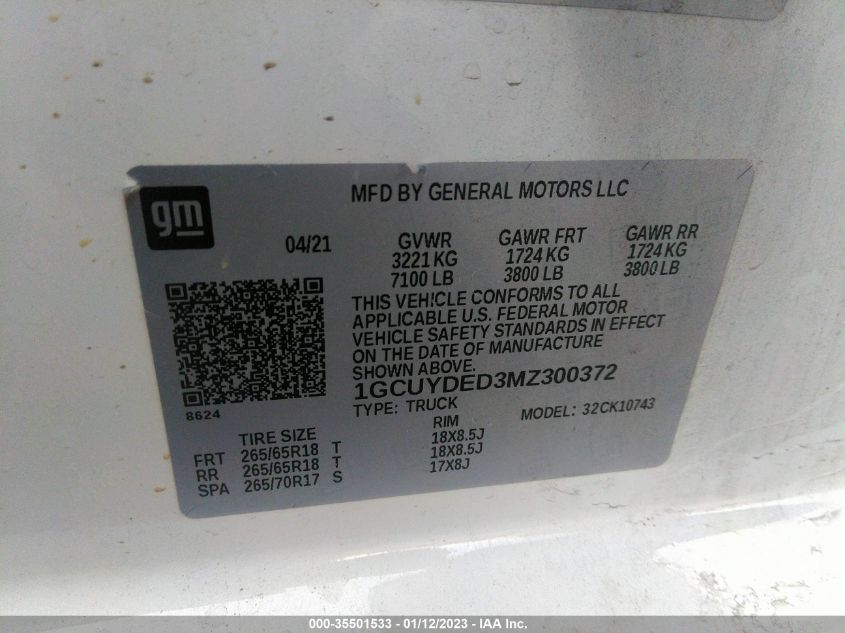 gm
MFD BY GENERAL MOTORS LLC
04/21 GVWR GAWR FRT GAWR RR
3221 KG 1724 KG 1724 KG
7100 LB 3800 LB 3800 LB
THIS VEHICLE CONFORMS TO ALL
APPLICABLE U.S. FEDERAL MOTOR
VEHICLE SAFETY STANDARDS IN EFFECT
ON THE DATE OF MANUFACTURE
SHOWN ABOVE.
1GCUYDED3MZ300372
8624 TYPE: TRUCK MODEL: 32CK10743
TIRE SIZE RIM
FRT 265/65R18 T 18X8.5J
RR 265/65R18 T 18X8.5J
SPA 265/70R17 S 17X8J
000-35501533 - 01/12/2023 - IAA Inc.